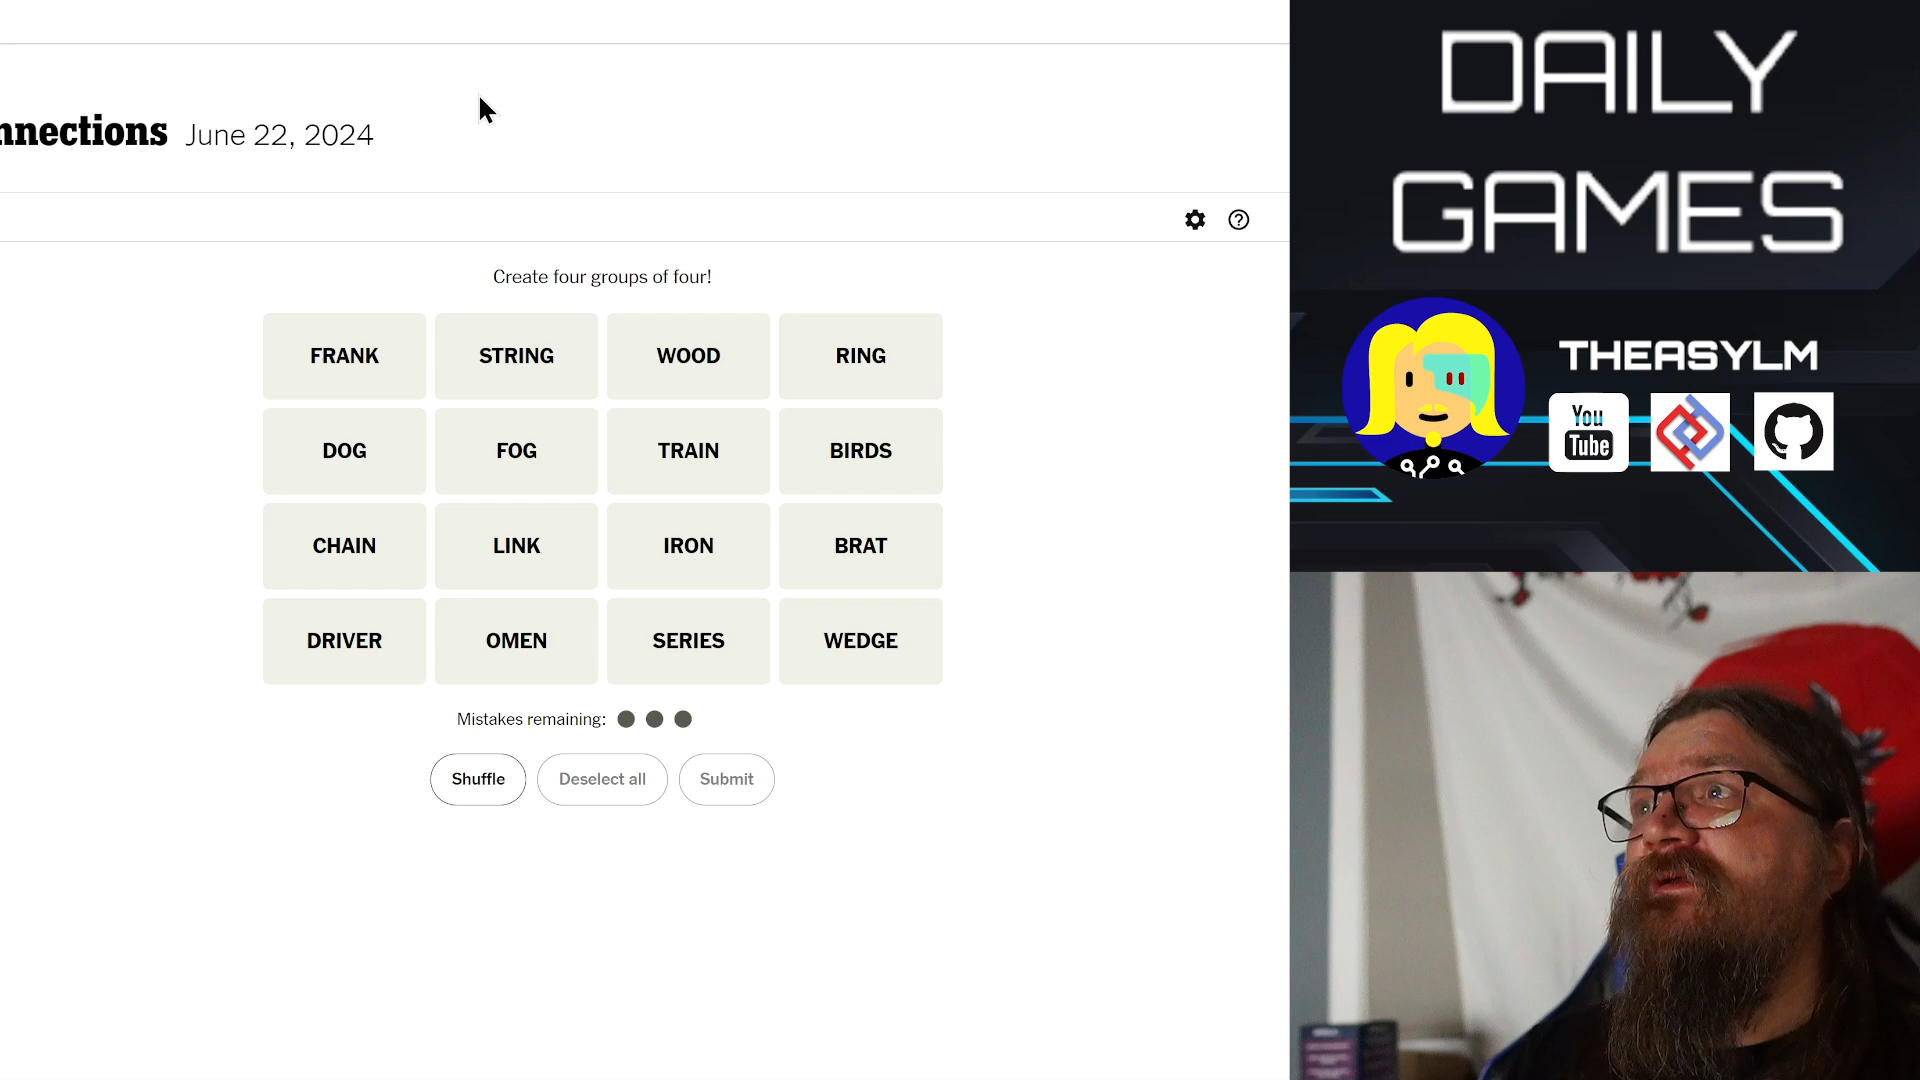 DAILY
GAMES
nnections June 22, 2024
THEASYLM
You
Tube
Create four groups of four!
FRANK STRING WOOD RING
DOG FOG TRAIN BIRDS
CHAIN LINK IRON BRAT
DRIVER OMEN SERIES WEDGE
Mistakes remaining:
Shuffle Deselect all Submit